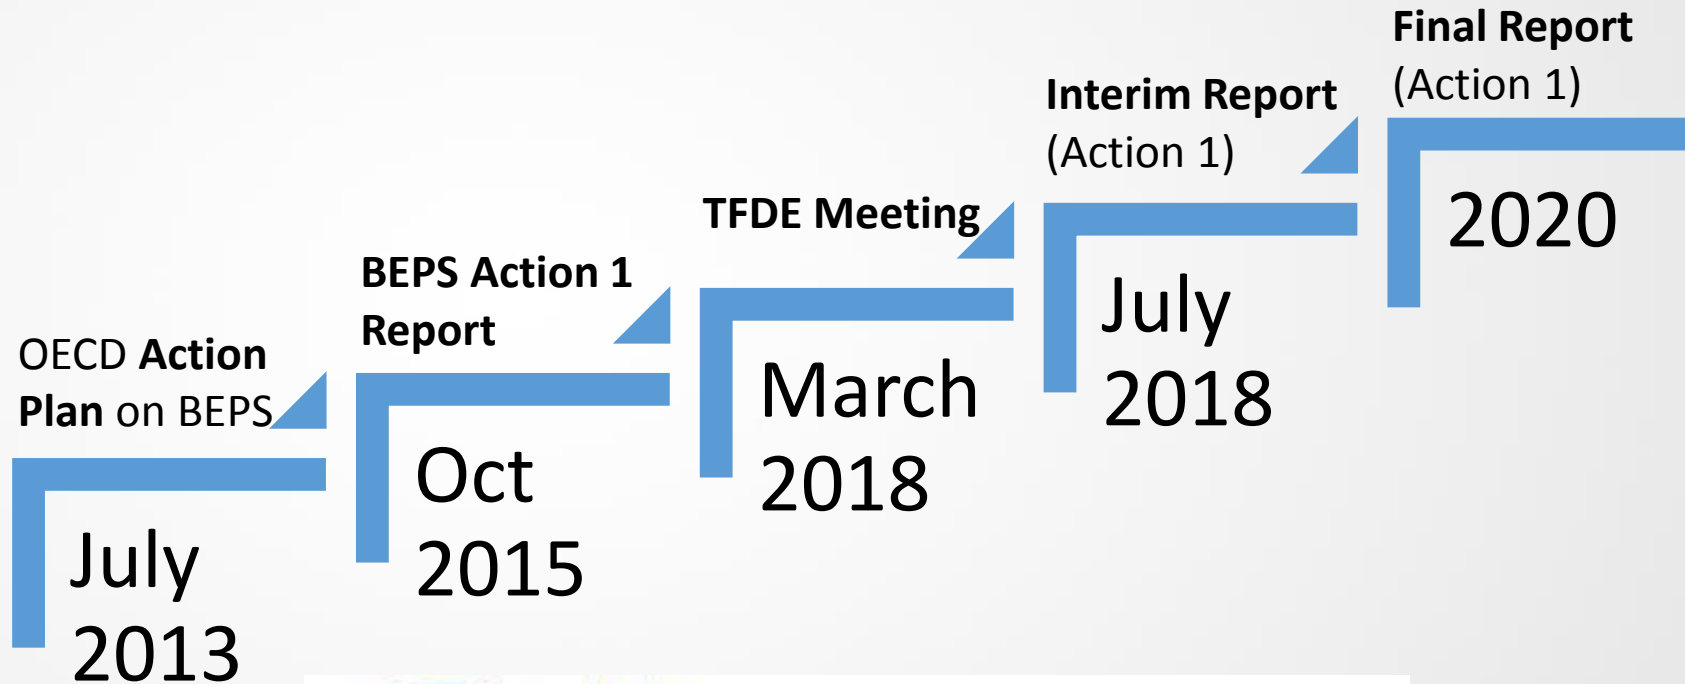 OECD Action
Plan on BEPS
July
2013
BEPS Action 1
Report
Oct
2015
TFDE Meeting
March
2018
Interim Report
(Action 1)
July
2018
Final Report
(Action 1)
2020